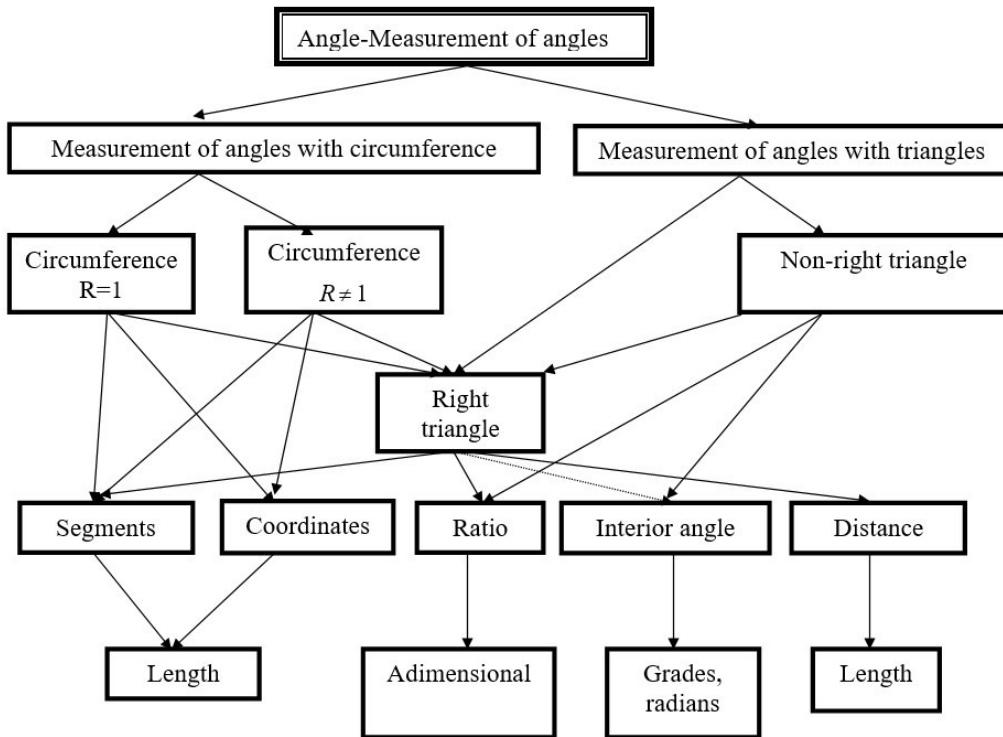 Angle-Measurement of angles
Measurement of angles with circumference
Measurement of angles with triangles
Circumference
R=1
Circumference
R ≠ 1
Non-right triangle
Right
triangle
Segments
Coordinates
Ratio
Interior angle
Distance
Length
Adimensional
Grades,
radians
Length